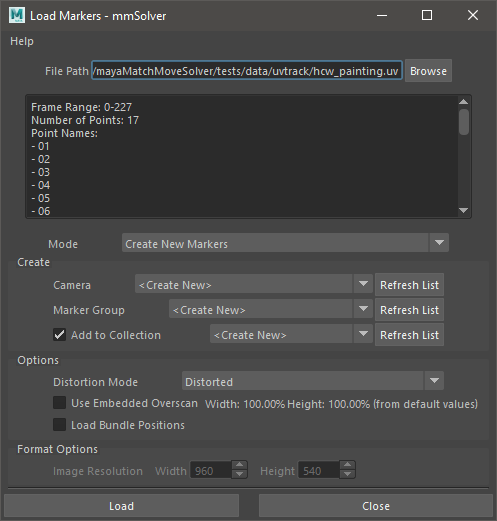 Load Markers - mmSolver
Help
File Path /mayaMatchMoveSolver/tests/data/uvtrack/hcw_painting.uv Browse
Frame Range: 0-227
Number of Points: 17
Point Names:
- 01
- 02
- 03
- 04
- 05
- 06
Mode Create New Markers
Create
Camera <Create New> Refresh List
Marker Group <Create New> Refresh List
Add to Collection <Create New> Refresh List
Options
Distortion Mode Distorted
Use Embedded Overscan Width: 100.00% Height: 100.00% (from default values)
Load Bundle Positions
Format Options
Image Resolution Width 960 Height 540
Load Close